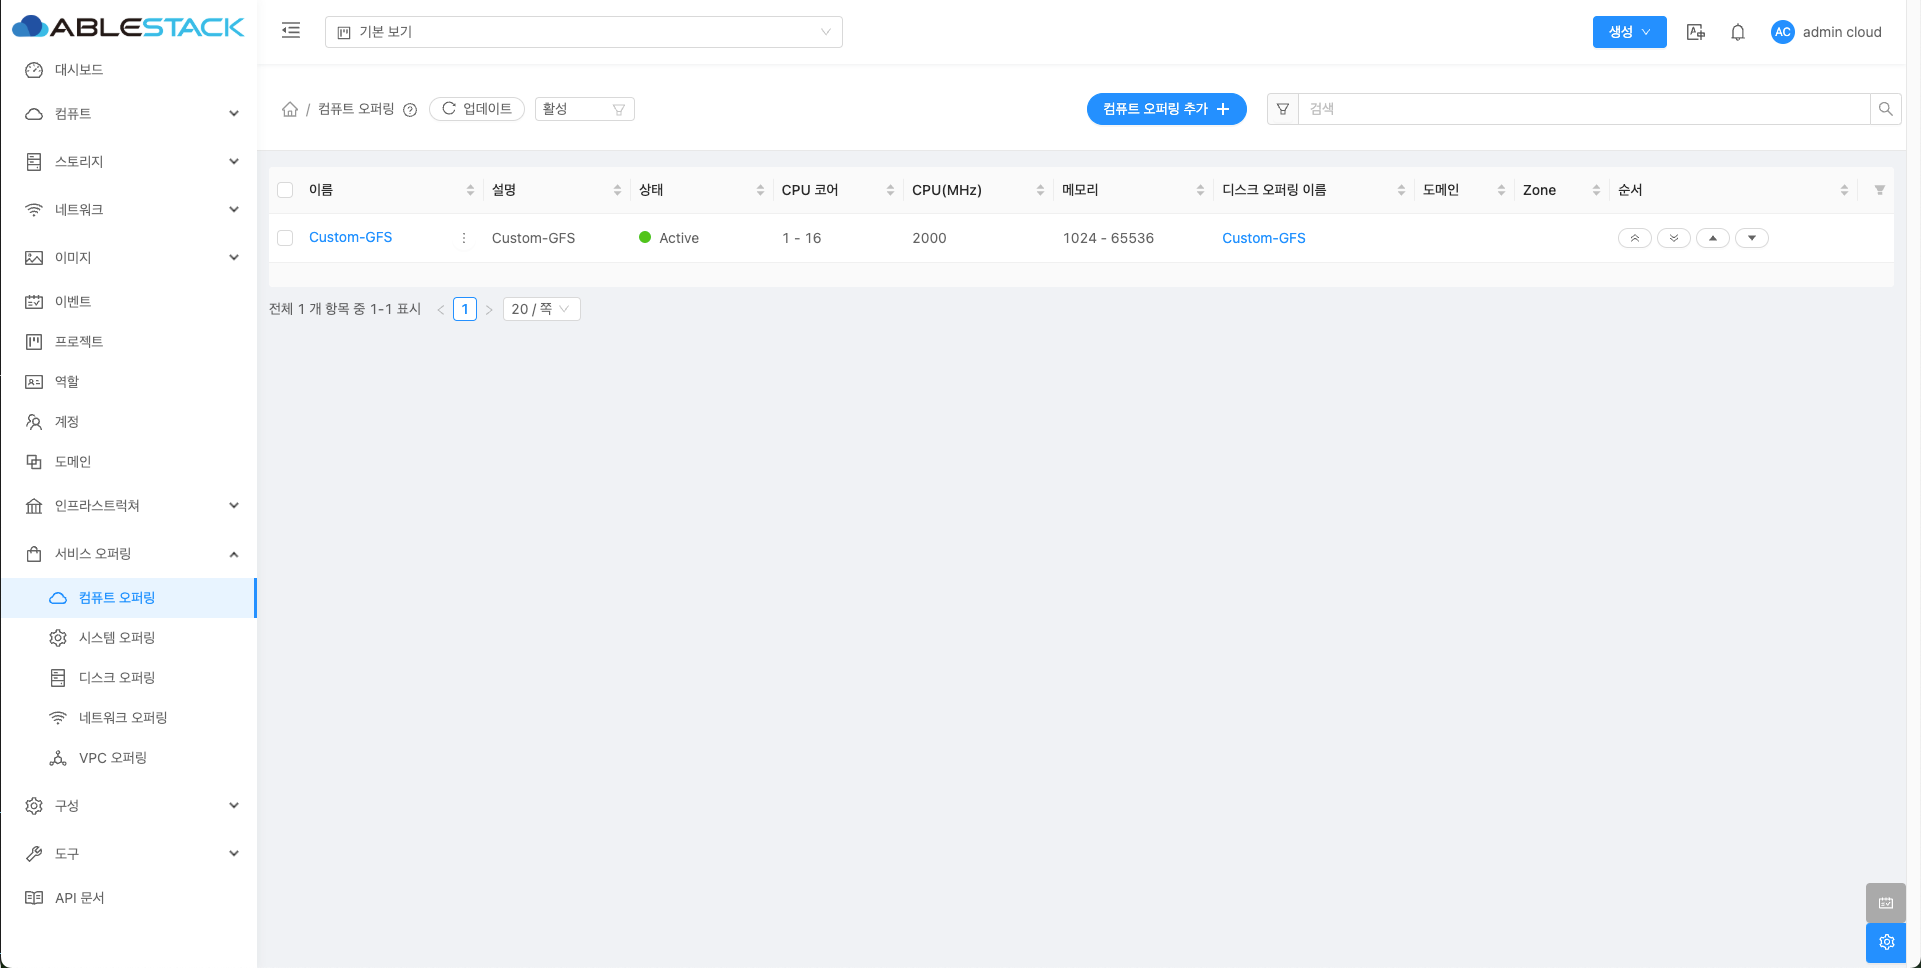 ABLESTACK
기본 보기
생성
AC admin cloud
대시보드
컴퓨트
스토리지
네트워크
이미지
이벤트
프로젝트
역할
계정
도메인
인프라스트럭쳐
서비스 오퍼링
컴퓨트 오퍼링
시스템 오퍼링
디스크 오퍼링
네트워크 오퍼링
VPC 오퍼링
구성
도구
API 문서
/ 컴퓨트 오퍼링 업데이트 활성
컴퓨트 오퍼링 추가 검색
이름 설명 상태 CPU 코어 CPU(MHz) 메모리 디스크 오퍼링 이름 도메인 Zone 순서
Custom-GFS Custom-GFS Active 1 - 16 2000 1024 - 65536 Custom-GFS
전체 1 개 항목 중 1-1 표시 < 1 > 20 / 쪽